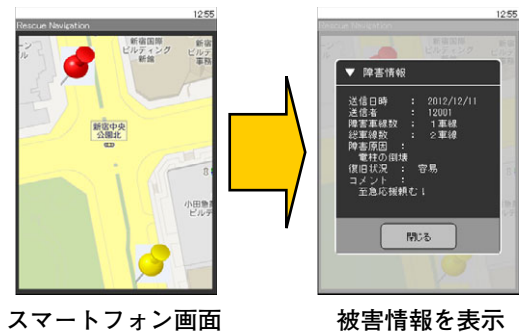 12:55
Rescue Navigation
新宿国際
ビルディング
新館
新宿中央
公園北
小田急
ビルデ
スマートフォン画面
12:55
Rescue Navigation
▼ 障害情報
送信日時 : 2012/12/11
送信者 : 12001
障害車線数 : 1車線
総車線数 : 2車線
障害原因 :
電柱の倒壊
復旧状況 : 容易
コメント :
至急応援頼む!
閉じる
被害情報を表示